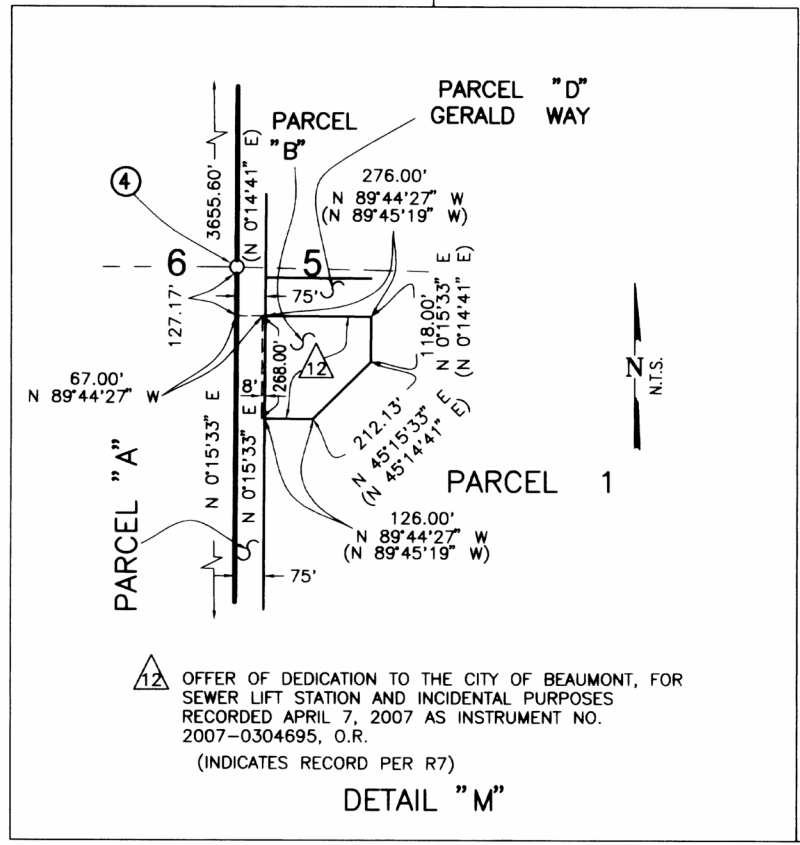 PARCEL "D"
GERALD WAY
PARCEL
"B"
276.00'
N 89°44'27" W
(N 89°45'19" W)
4
3655.60'
(N 0°14'41" E)
6
5
75'
127.17'
118.00'
N 0°15'33" E
(N 0°14'41" E)
67.00'
N 89°44'27" W
12
268.00'
8'
N 0°15'33" E
N 0°15'33" E
212.13'
N 45°15'33" E
(N 45°14'41" E)
N
N.T.S.
PARCEL "A"
PARCEL 1
126.00'
N 89°44'27" W
(N 89°45'19" W)
75'
12 OFFER OF DEDICATION TO THE CITY OF BEAUMONT, FOR
SEWER LIFT STATION AND INCIDENTAL PURPOSES
RECORDED APRIL 7, 2007 AS INSTRUMENT NO.
2007-0304695, O.R.
(INDICATES RECORD PER R7)
DETAIL "M"